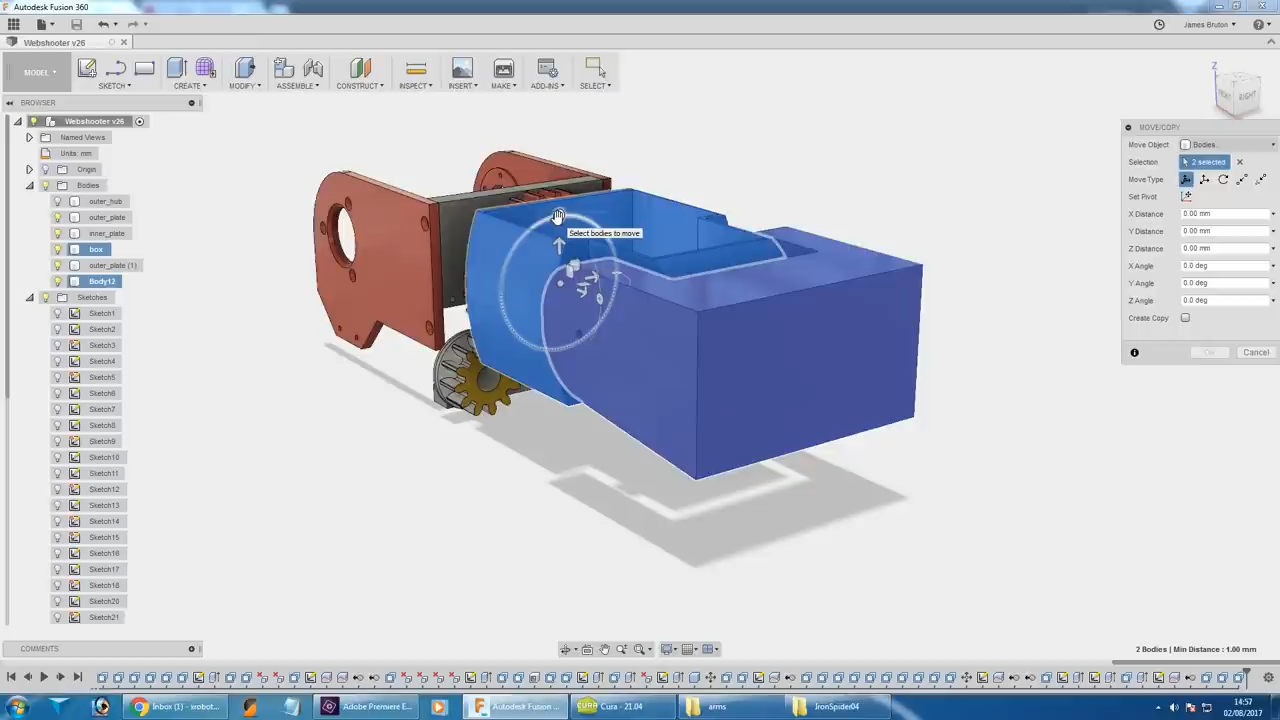 Autodesk Fusion 360
James Bruton
Webshooter v26
MODEL
SKETCH
CREATE
MODIFY
ASSEMBLE
CONSTRUCT
INSPECT
INSERT
MAKE
ADD-INS
SELECT
BROWSER
Webshooter v26
Named Views
Units: mm
Origin
Bodies
outer_hub
outer_plate
inner_plate
box
outer_plate (1)
Body12
Sketches
Sketch1
Sketch2
Sketch3
Sketch4
Sketch5
Sketch6
Sketch7
Sketch8
Sketch9
Sketch10
Sketch11
Sketch12
Sketch13
Sketch14
Sketch15
Sketch16
Sketch17
Sketch18
Sketch20
Sketch21
Select bodies to move
Z
FRONT
RIGHT
MOVE/COPY
Move Object Bodies
Selection 2 selected
Move Type
Set Pivot
X Distance 0.00 mm
Y Distance 0.00 mm
Z Distance 0.00 mm
X Angle 0.0 deg
Y Angle 0.0 deg
Z Angle 0.0 deg
Create Copy
OK
Cancel
COMMENTS
2 Bodies | Min Distance : 1.00 mm
Inbox (1) - xrobot...
Adobe Premiere E...
Autodesk Fusion ...
Cura - 21.04
arms
IronSpider04
14:57
02/08/2017